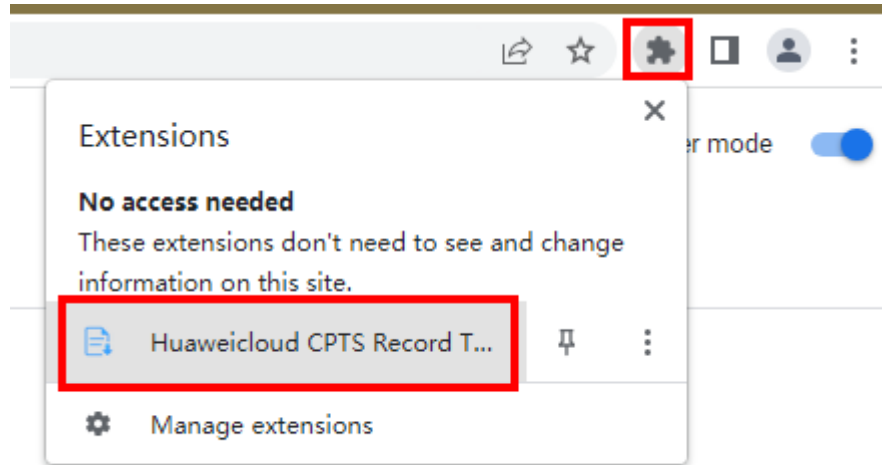 Extensions
er mode
No access needed
These extensions don't need to see and change
information on this site.
Huaweicloud CPTS Record T...
Manage extensions